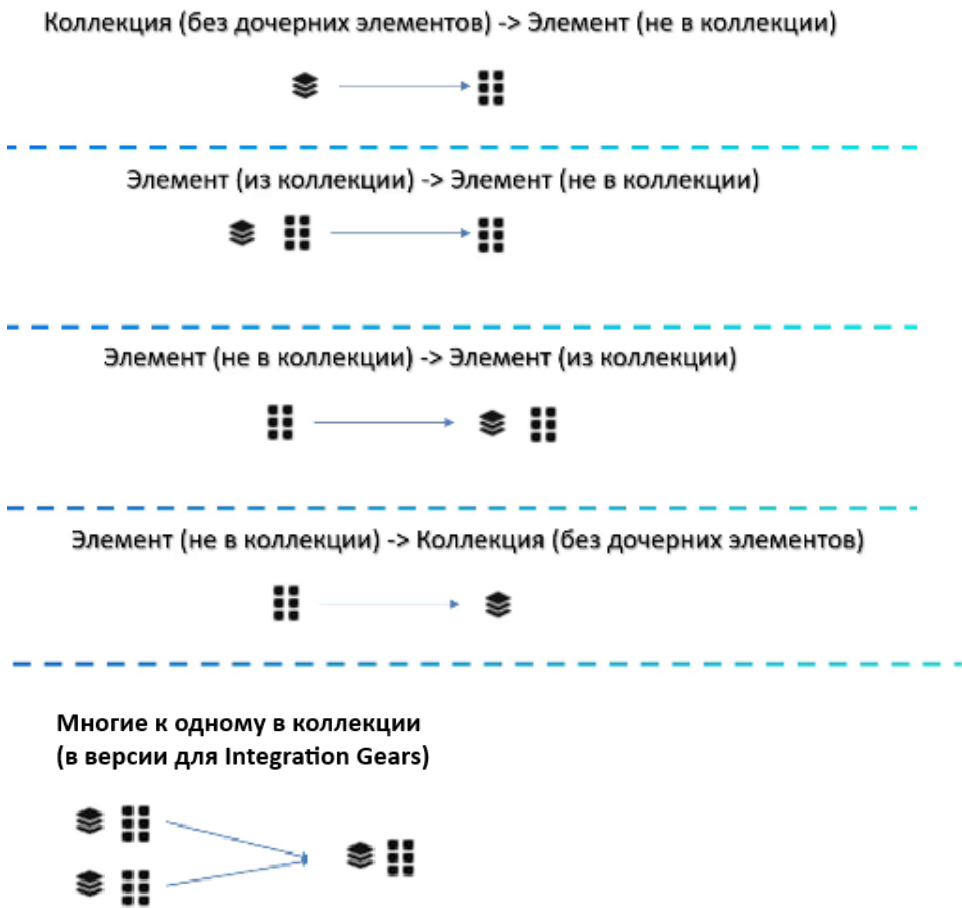 Коллекция (без дочерних элементов) -> Элемент (не в коллекции)
Элемент (из коллекции) -> Элемент (не в коллекции)
Элемент (не в коллекции) -> Элемент (из коллекции)
Элемент (не в коллекции) -> Коллекция (без дочерних элементов)
Многие к одному в коллекции
(в версии для Integration Gears)